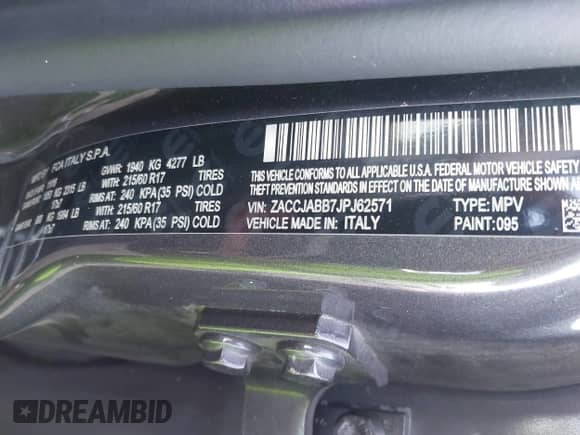 FCA ITALY S.P.A.
GVWR: 1940 KG 4277 LB
WITH: 215/60 R17 TIRES
RIMS AT: 240 KPA(35 PSI) COLD
WITH: 215/60 R17 TIRES
RIMS AT: 240 KPA(35 PSI) COLD
THIS VEHICLE CONFORMS TO ALL APPLICABLE U.S.A. FEDERAL MOTOR VEHICLE
THEFT PREVENTION STANDARDS IN EFFECT ON THE DATE OF MANUFACTURE SHOWN
VIN: ZACCJABB7JPJ62571 TYPE: MPV
VEHICLE MADE IN: ITALY PAINT: 095
DREAMBID